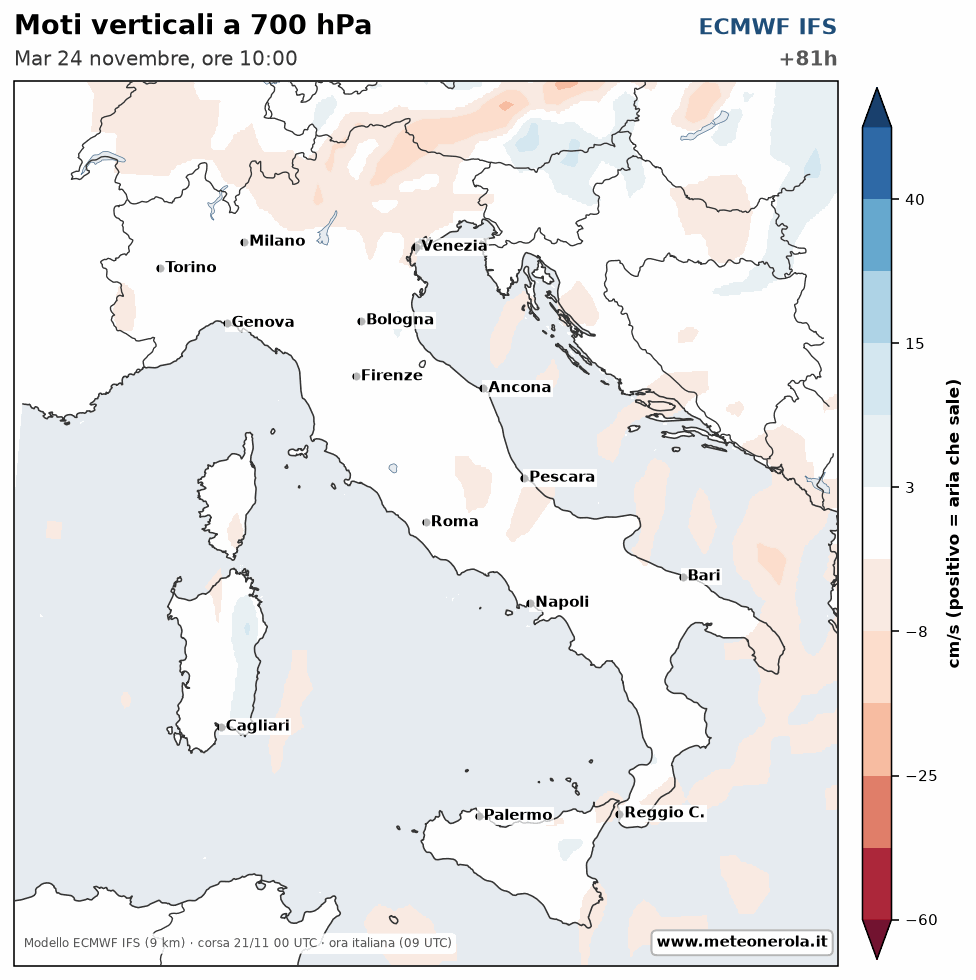 Moti verticali a 700 hPa
ECMWF IFS
Mar 24 novembre, ore 10:00
+81h
Milano
Venezia
Torino
Genova
Bologna
Firenze
Ancona
Pescara
Roma
Bari
Napoli
Cagliari
Palermo
Reggio C.
40
15
3
−8
−25
−60
cm/s (positivo = aria che sale)
Modello ECMWF IFS (9 km) · corsa 21/11 00 UTC · ora italiana (09 UTC)
www.meteonerola.it